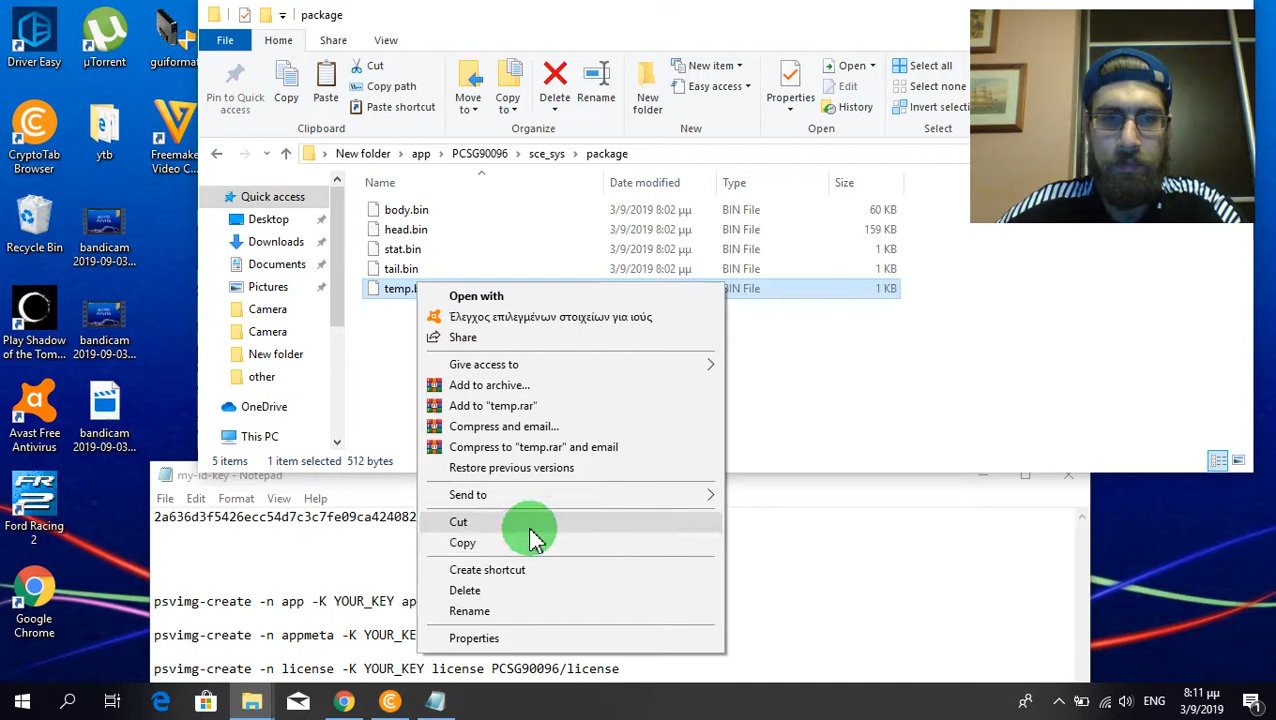 package
File
Home
Share
View
Pin to Quick access
Copy
Paste
Cut
Copy path
Paste shortcut
Clipboard
Move to
Copy to
Delete
Rename
Organize
New folder
New item
Easy access
New
Properties
Open
Edit
History
Open
Select all
Select none
Insert selecti
Select
New folder
app
PCSG90096
sce_sys
package
Name
Date modified
Type
Size
body.bin 3/9/2019 8:02 μμ BIN File 60 KB
head.bin 3/9/2019 8:02 μμ BIN File 159 KB
stat.bin 3/9/2019 8:02 μμ BIN File 1 KB
tail.bin 3/9/2019 8:02 μμ BIN File 1 KB
temp.b BIN File 1 KB
Quick access
Desktop
Downloads
Documents
Pictures
Camera
Camera
New folder
other
OneDrive
This PC
5 items 1 item selected 512 bytes
Open with
Έλεγχος επιλεγμένων στοιχείων για ιούς
Share
Give access to
Add to archive...
Add to "temp.rar"
Compress and email...
Compress to "temp.rar" and email
Restore previous versions
Send to
Cut
Copy
Create shortcut
Delete
Rename
Properties
my-id-key - Notepad
File Edit Format View Help
2a636d3f5426ecc54d7c3c7fe09ca424082
psvimg-create -n app -K YOUR_KEY ap
psvimg-create -n appmeta -K YOUR_KE
psvimg-create -n license -K YOUR_KEY license PCSG90096/license
Driver Easy
μTorrent
guiformat
CryptoTab Browser
ytb
Freemake Video C...
Recycle Bin
bandicam 2019-09-03...
Play Shadow of the Tom...
bandicam 2019-09-03...
Avast Free Antivirus
bandicam 2019-09-03...
Ford Racing 2
Google Chrome
ENG
8:11 μμ
3/9/2019
1